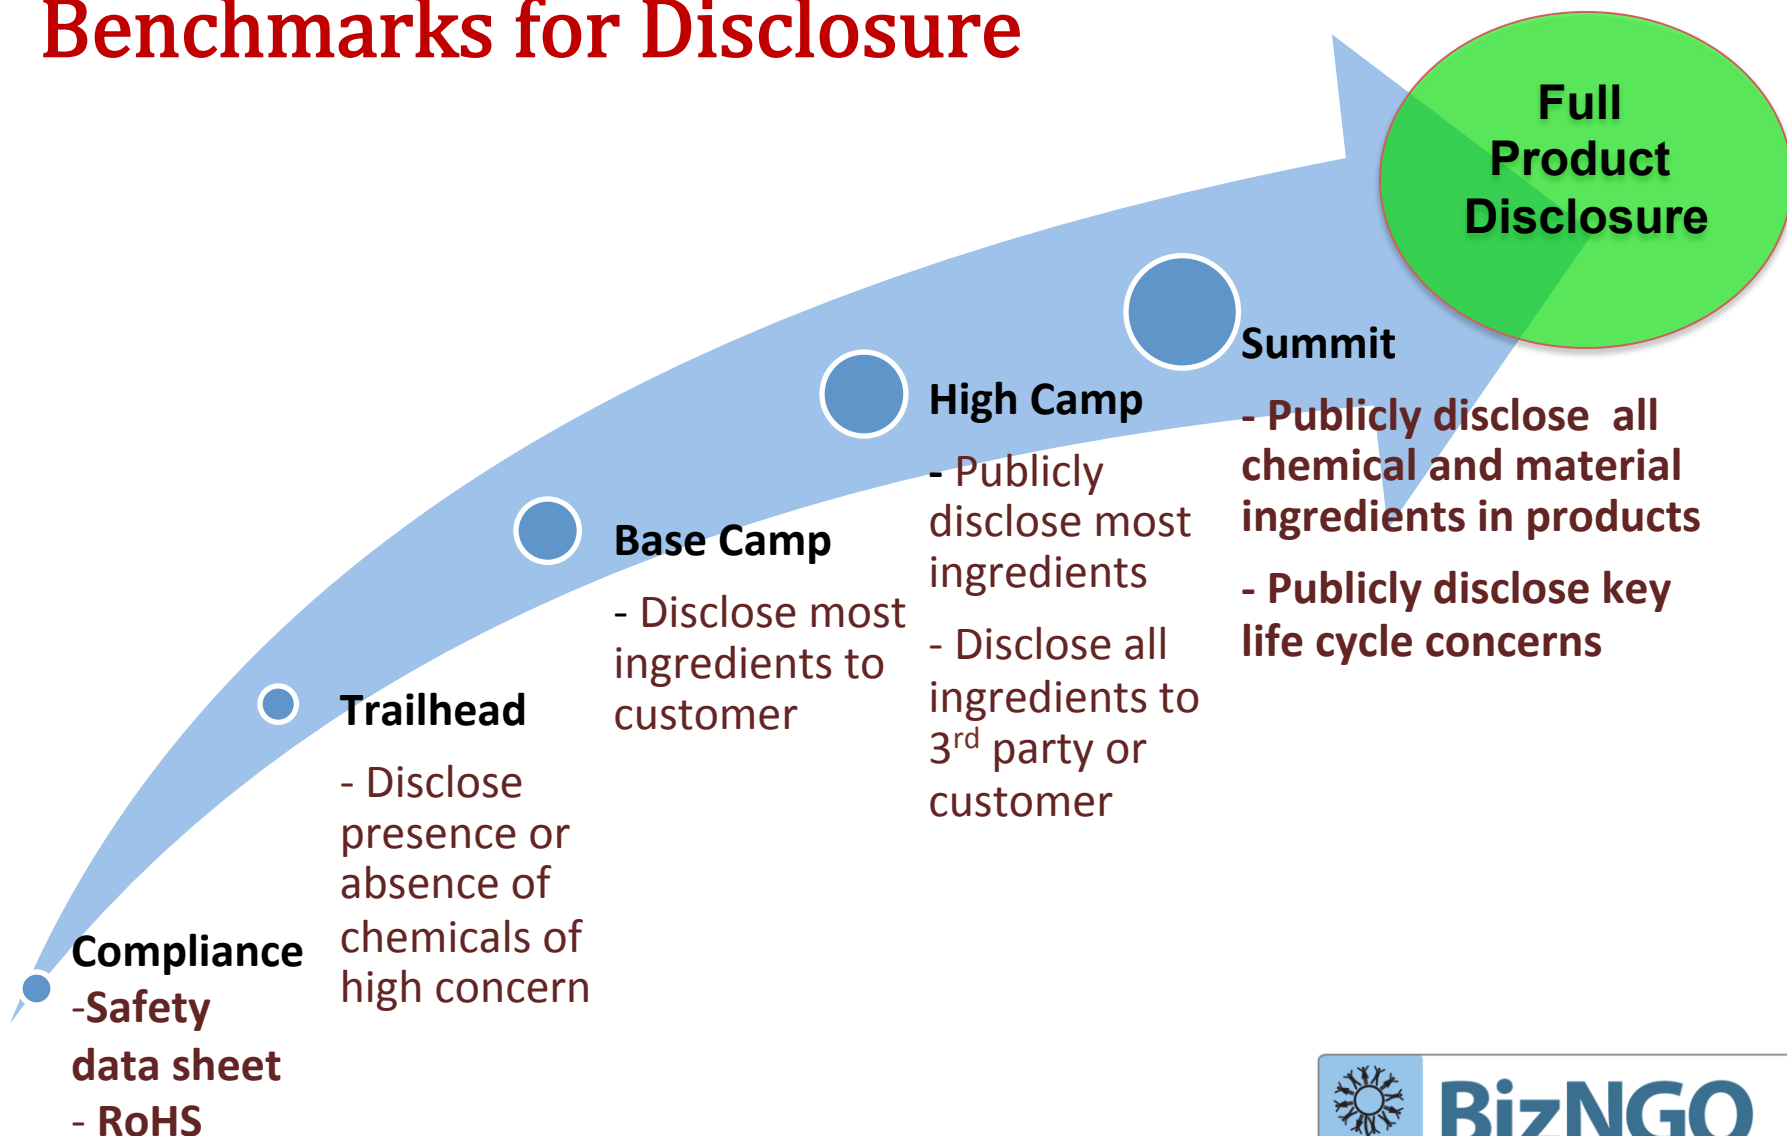 Benchmarks for Disclosure
Full
Product
Disclosure
Summit
- Publicly disclose  all
chemical and material
ingredients in products
- Publicly disclose key
life cycle concerns
High Camp
- Publicly
disclose most
ingredients
- Disclose all
ingredients to
3rd party or
customer
Base Camp
- Disclose most
ingredients to
customer
Trailhead
- Disclose
presence or
absence of
chemicals of
high concern
Compliance
-Safety
data sheet
- RoHS
BizNGO